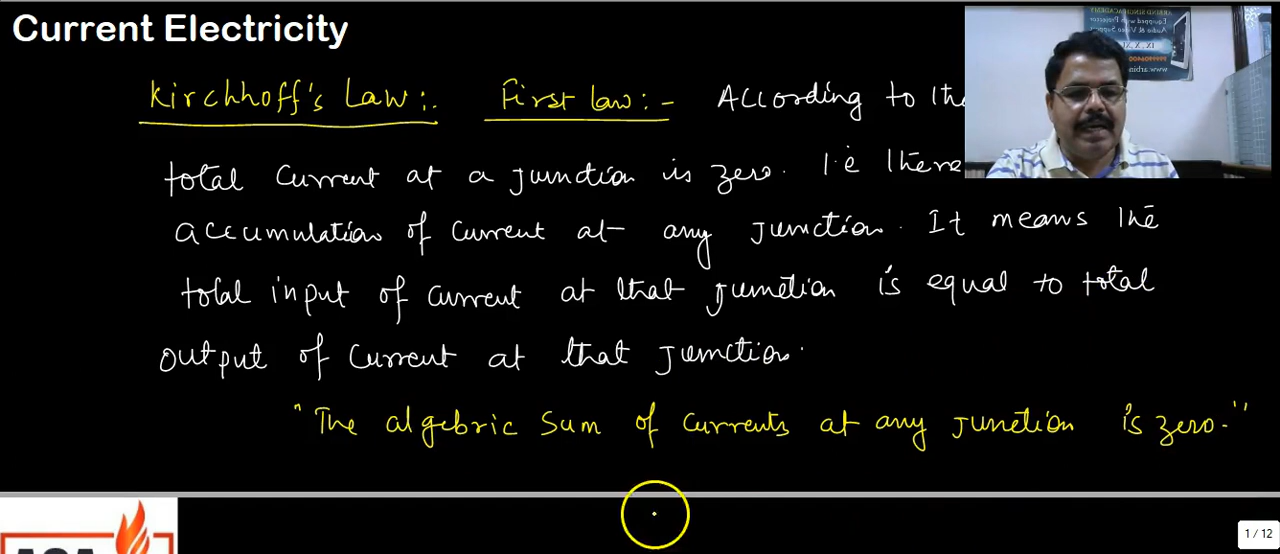 Current Electricity
Kirchhoff's Law:. First law:- According to the
total current at a junction is zero. i.e there
accumulation of current at any junction. It means the
total input of current at that junction is equal to total
output of current at that junction.
"The algebric sum of currents at any junction is zero."
1 / 12